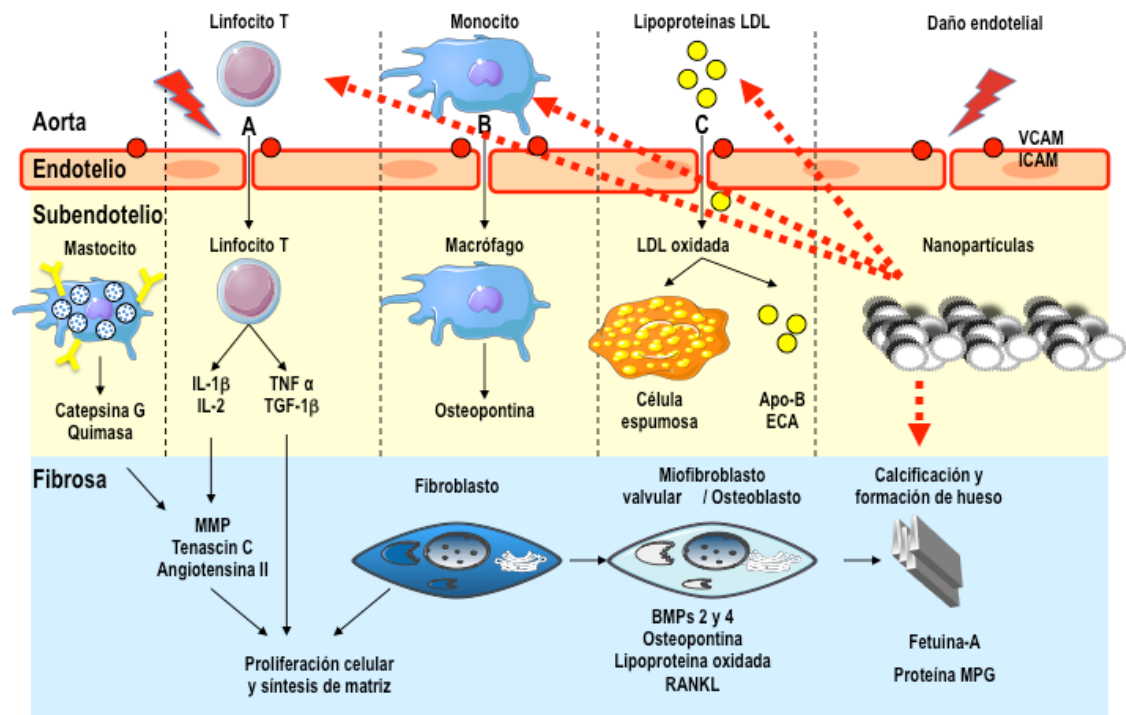 Linfocito T
Monocito
Lipoproteínas LDL
Daño endotelial
Aorta
A
B
C
VCAM
ICAM
Endotelio
Subendotelio
Mastocito
Linfocito T
Macrófago
LDL oxidada
Nanopartículas
IL-1β
IL-2
TNF α
TGF-1β
Catepsina G
Quimasa
Osteopontina
Célula
espumosa
Apo-B
ECA
Fibrosa
Fibroblasto
Miofibroblasto
valvular / Osteoblasto
Calcificación y
formación de hueso
MMP
Tenascin C
Angiotensina II
BMPs 2 y 4
Osteopontina
Lipoproteina oxidada
RANKL
Fetuina-A
Proteína MPG
Proliferación celular
y síntesis de matriz